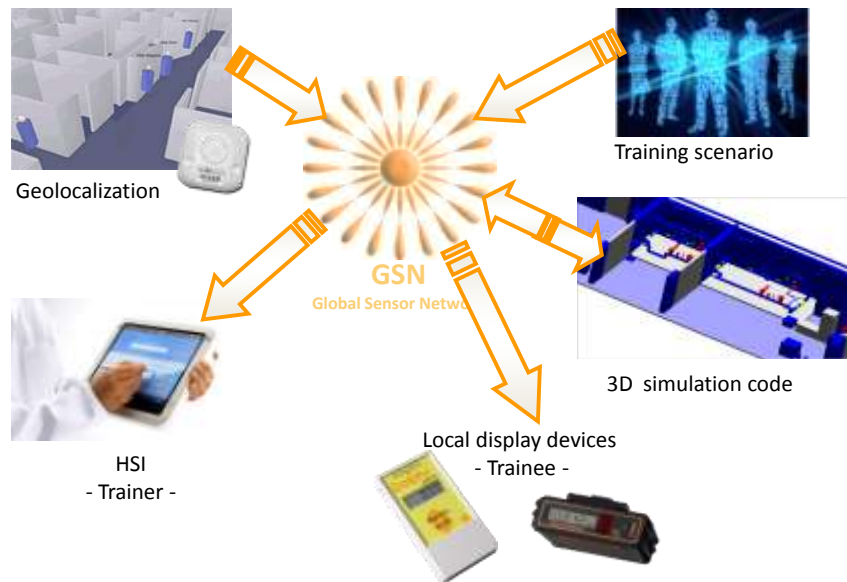 Training scenario
Geolocalization
GSN
Global Sensor Netwo
3D simulation code
Local display devices
- Trainee -
HSI
- Trainer -